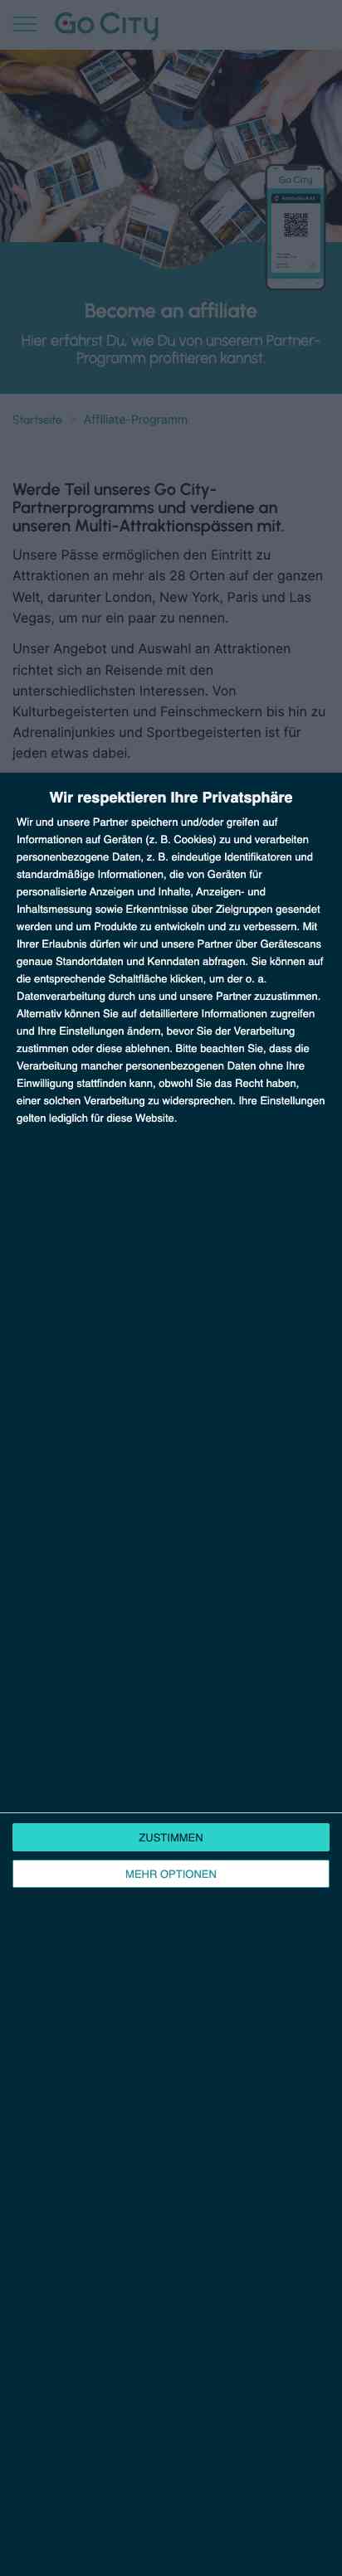 Go City
Go City
Become an affiliate
Hier erfährst Du, wie Du von unserem Partner-
Programm profitieren kannst.
Startseite > Affiliate-Programm
Werde Teil unseres Go City-
Partnerprogramms und verdiene an
unseren Multi-Attraktionspässen mit.
Unsere Pässe ermöglichen den Eintritt zu
Attraktionen an mehr als 28 Orten auf der ganzen
Welt, darunter London, New York, Paris und Las
Vegas, um nur ein paar zu nennen.
Unser Angebot und Auswahl an Attraktionen
richtet sich an Reisende mit den
unterschiedlichsten Interessen. Von
Kulturbegeisterten und Feinschmeckern bis hin zu
Adrenalinjunkies und Sportbegeisterten ist für
jeden etwas dabei.
Wir respektieren Ihre Privatsphäre
Wir und unsere Partner speichern und/oder greifen auf
Informationen auf Geräten (z. B. Cookies) zu und verarbeiten
personenbezogene Daten, z. B. eindeutige Identifikatoren und
standardmäßige Informationen, die von Geräten für
personalisierte Anzeigen und Inhalte, Anzeigen- und
Inhaltsmessung sowie Erkenntnisse über Zielgruppen gesendet
werden und um Produkte zu entwickeln und zu verbessern. Mit
Ihrer Erlaubnis dürfen wir und unsere Partner über Gerätescans
genaue Standortdaten und Kenndaten abfragen. Sie können auf
die entsprechende Schaltfläche klicken, um der o. a.
Datenverarbeitung durch uns und unsere Partner zuzustimmen.
Alternativ können Sie auf detailliertere Informationen zugreifen
und Ihre Einstellungen ändern, bevor Sie der Verarbeitung
zustimmen oder diese ablehnen. Bitte beachten Sie, dass die
Verarbeitung mancher personenbezogenen Daten ohne Ihre
Einwilligung stattfinden kann, obwohl Sie das Recht haben,
einer solchen Verarbeitung zu widersprechen. Ihre Einstellungen
gelten lediglich für diese Website.
ZUSTIMMEN
MEHR OPTIONEN